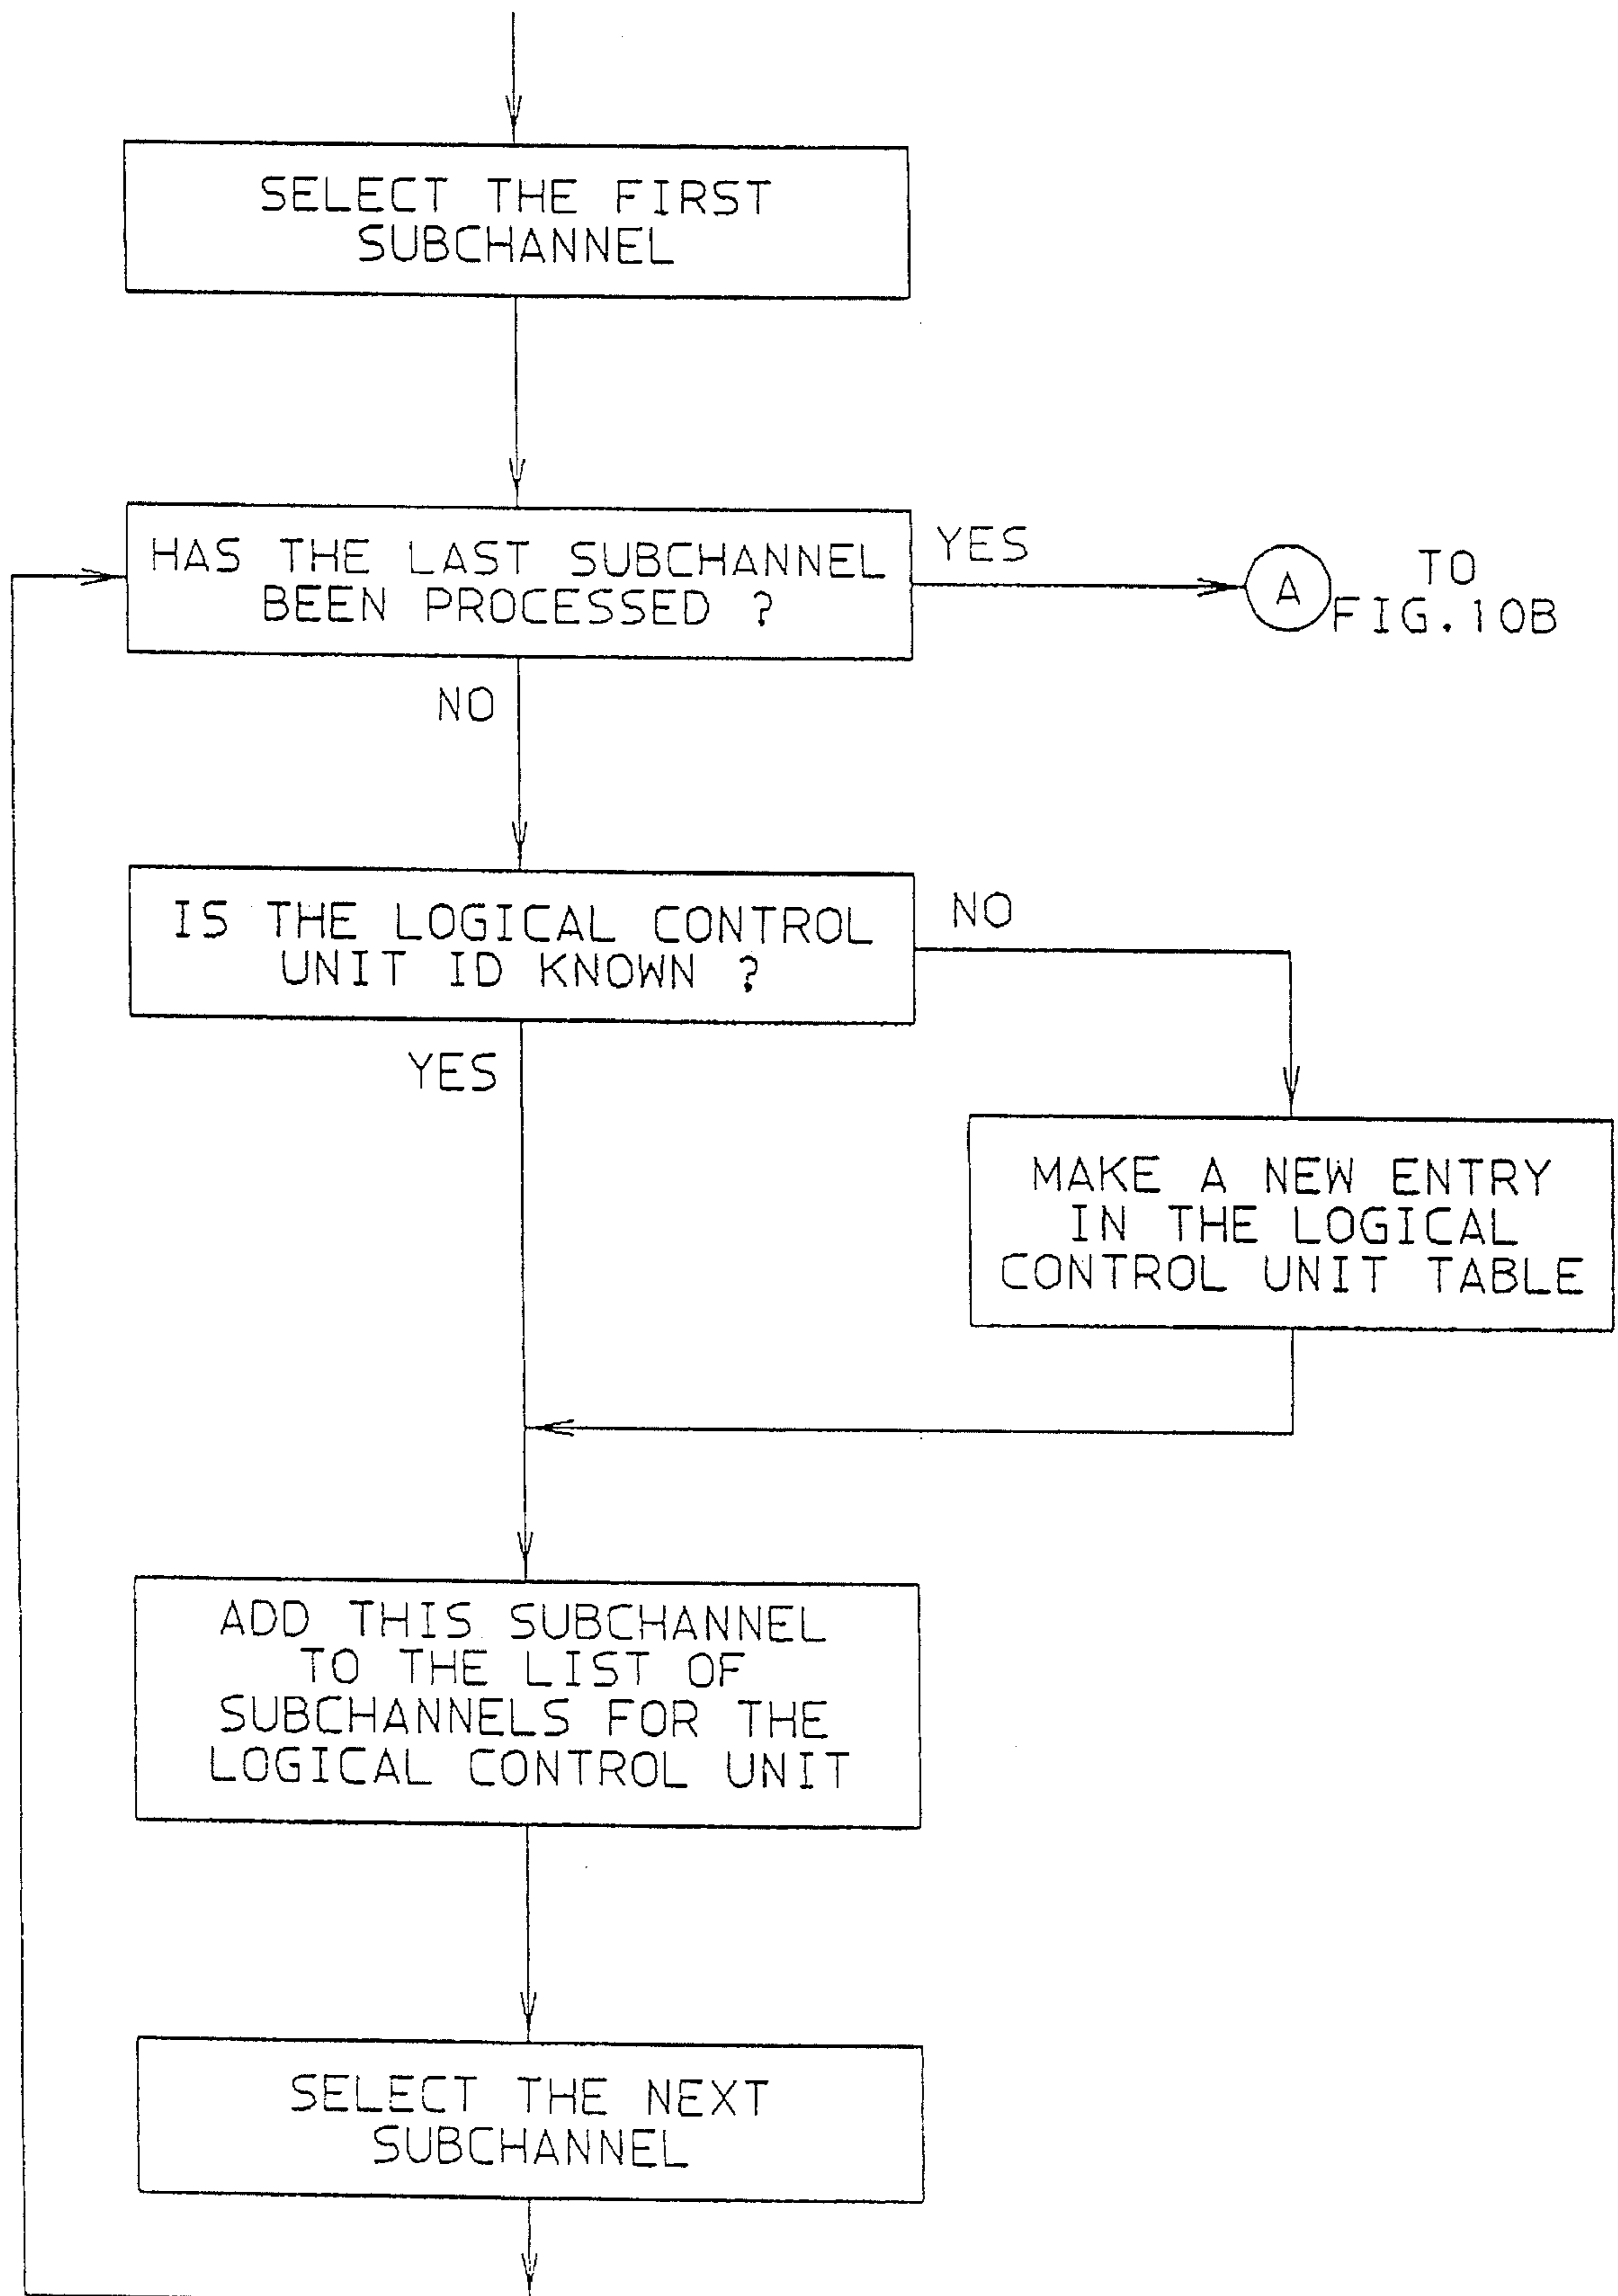 SELECT THE FIRST
SUBCHANNEL
HAS THE LAST SUBCHANNEL
BEEN PROCESSED ?
YES
A
TO
FIG.10B
NO
IS THE LOGICAL CONTROL
UNIT ID KNOWN ?
NO
YES
MAKE A NEW ENTRY
IN THE LOGICAL
CONTROL UNIT TABLE
ADD THIS SUBCHANNEL
TO THE LIST OF
SUBCHANNELS FOR THE
LOGICAL CONTROL UNIT
SELECT THE NEXT
SUBCHANNEL